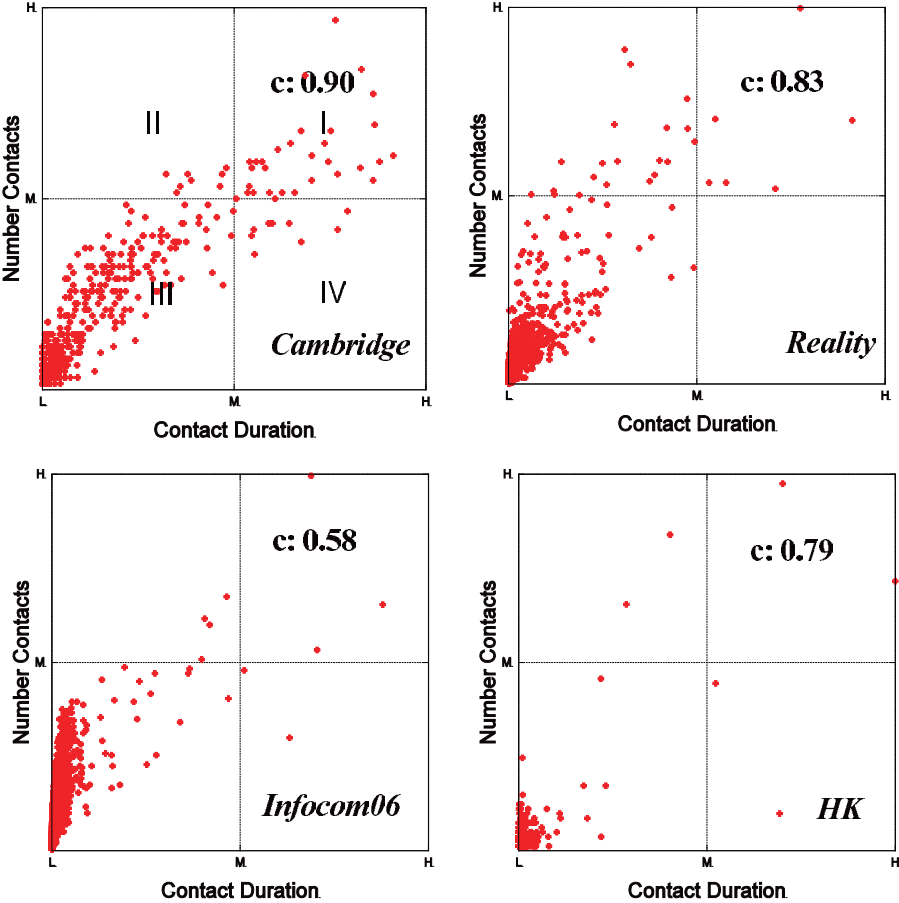 H.
c: 0.90
II
I
Number Contacts
M.
III
IV
Cambridge
L.
M.
H.
Contact Duration.
H.
c: 0.83
Number Contacts
M.
Reality
L.
M.
H.
Contact Duration.
H.
c: 0.58
Number Contacts
M.
Infocom06
L.
M.
H.
Contact Duration.
H.
c: 0.79
Number Contacts
M.
HK
L.
M.
H
Contact Duration.